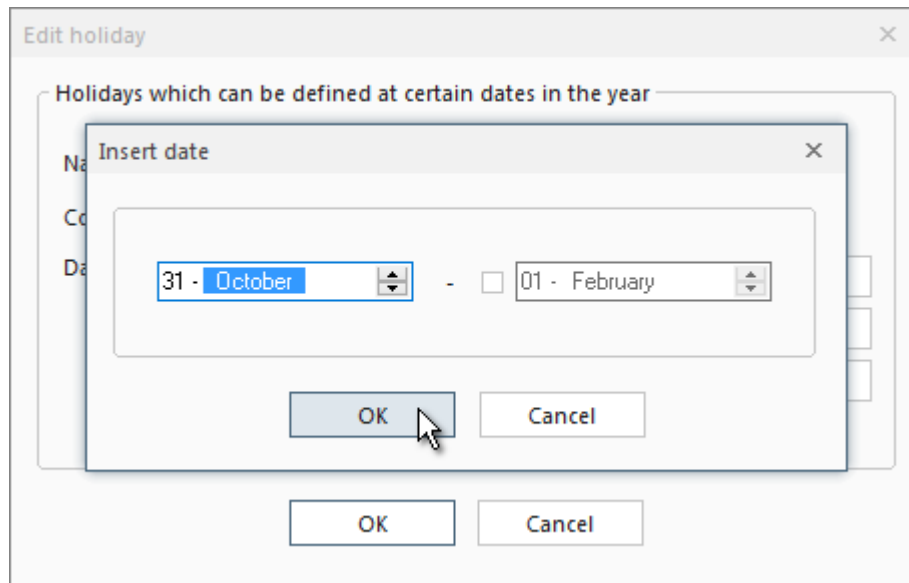 Edit holiday
Holidays which can be defined at certain dates in the year
Insert date
31 - October - 01 - February
OK Cancel
OK Cancel